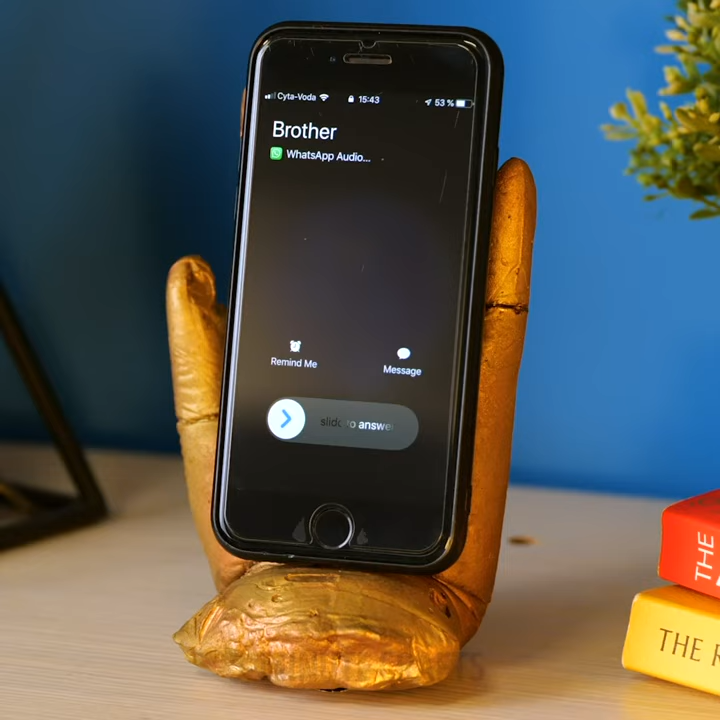 Cyta-Voda 15:43 53 %
Brother
WhatsApp Audio...
Remind Me
Message
slide to answer
THE
THE